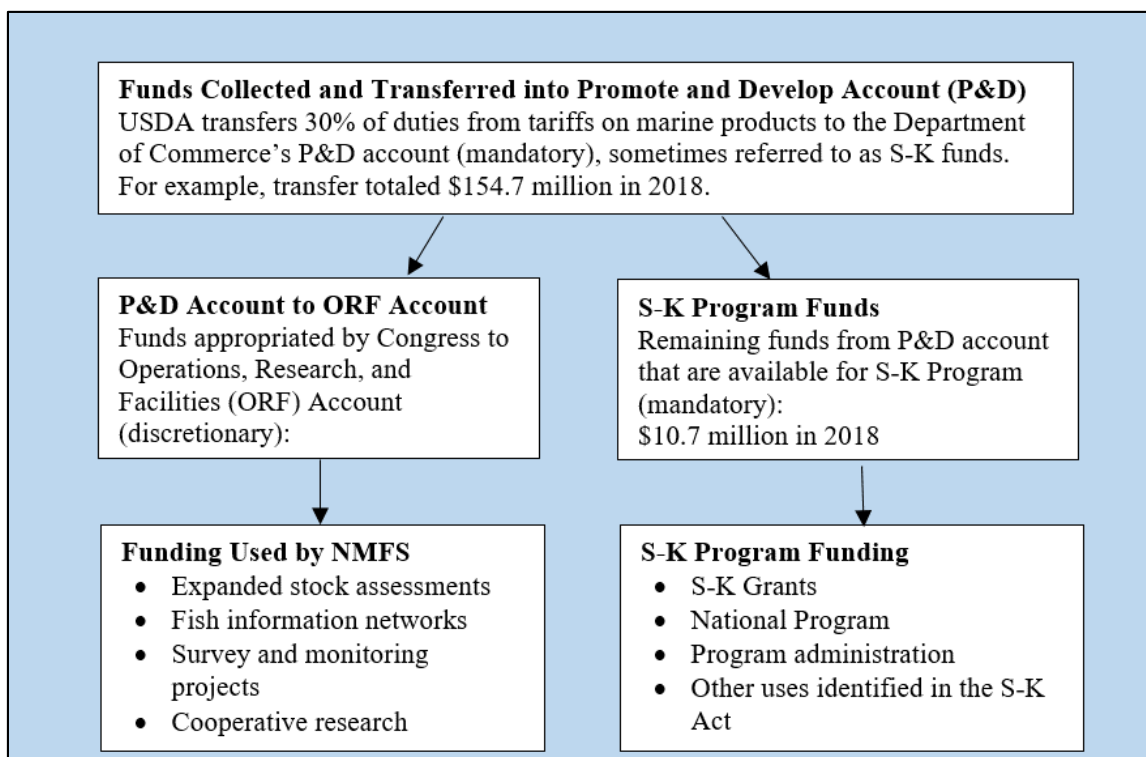 Funds Collected and Transferred into Promote and Develop Account (P&D)
USDA transfers 30% of duties from tariffs on marine products to the Department
of Commerce's P&D account (mandatory), sometimes referred to as S-K funds.
For example, transfer totaled $154.7 million in 2018.
P&D Account to ORF Account
Funds appropriated by Congress to
Operations, Research, and
Facilities (ORF) Account
(discretionary):
S-K Program Funds
Remaining funds from P&D account
that are available for S-K Program
(mandatory):
$10.7 million in 2018
Funding Used by NMFS
• Expanded stock assessments
• Fish information networks
• Survey and monitoring
projects
• Cooperative research
S-K Program Funding
• S-K Grants
• National Program
• Program administration
• Other uses identified in the S-K
Act